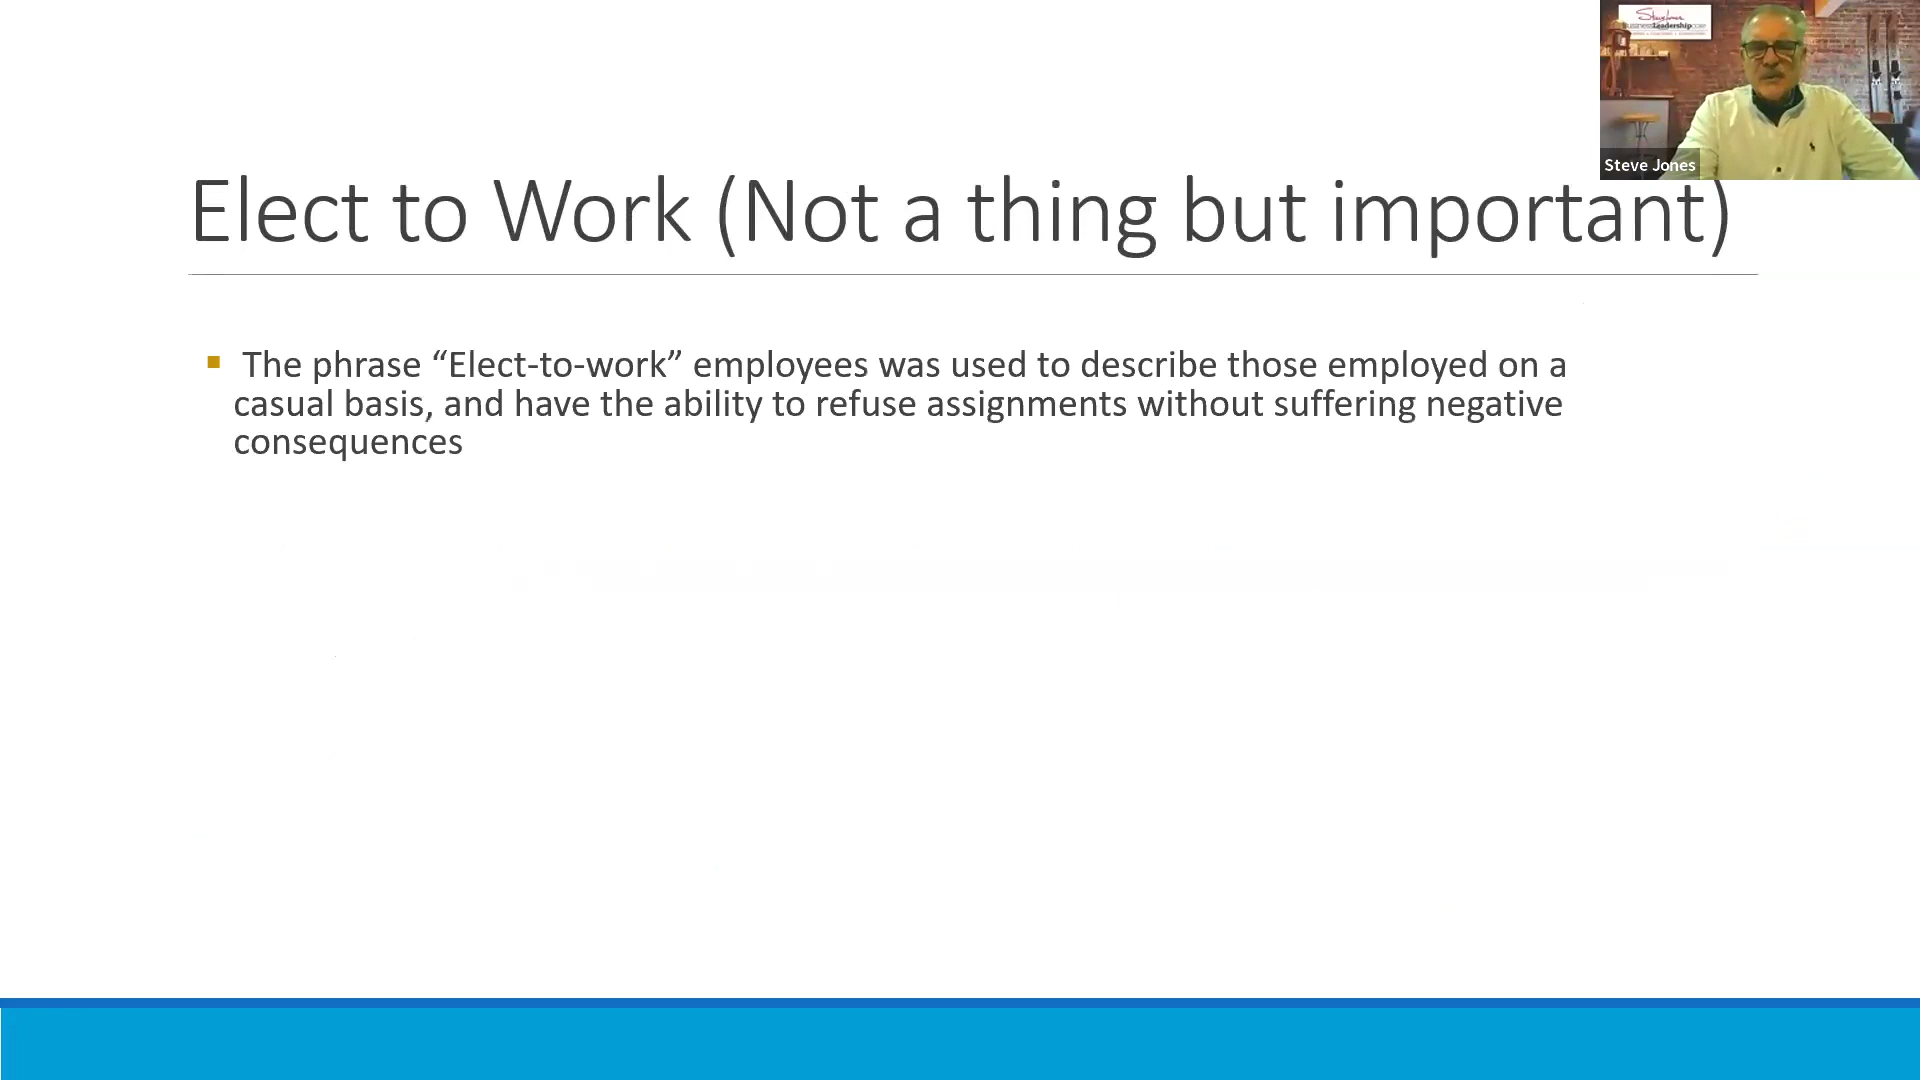 Steve Jones
Elect to Work (Not a thing but important)
The phrase “Elect-to-work” employees was used to describe those employed on a
casual basis, and have the ability to refuse assignments without suffering negative
consequences